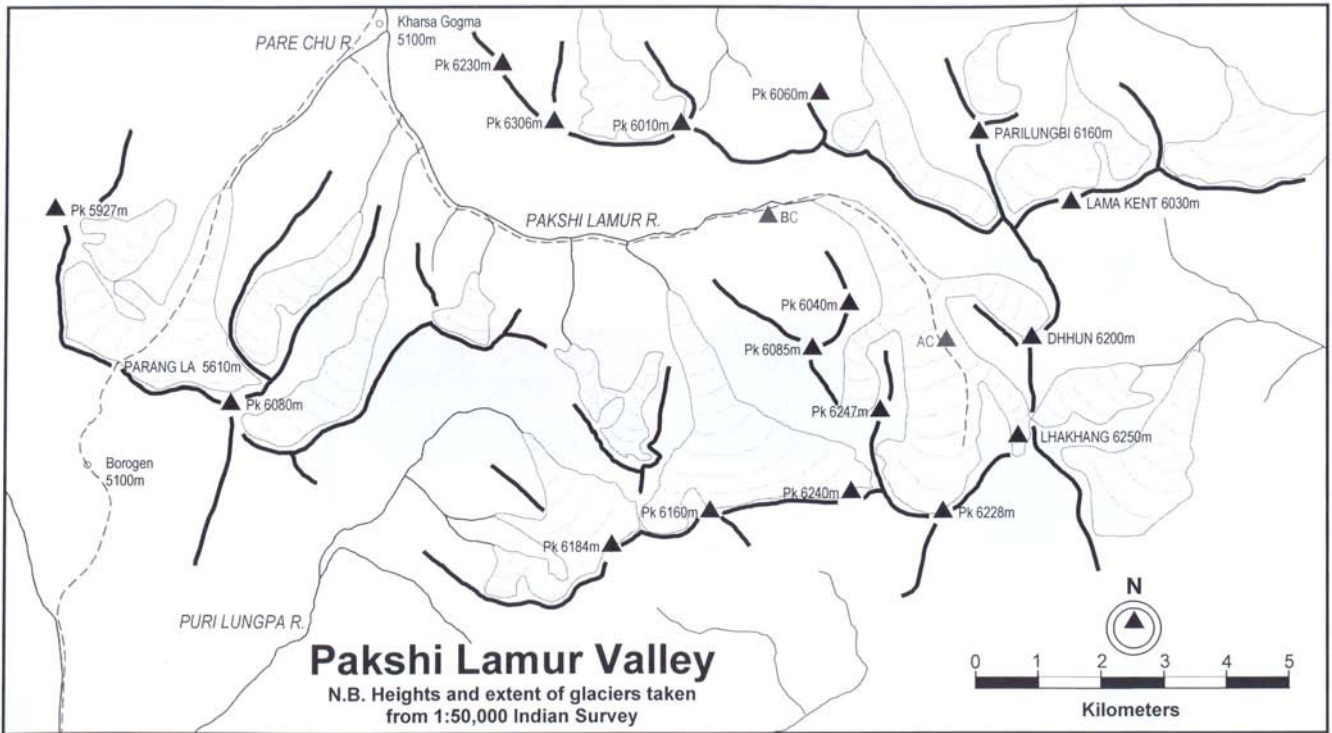 Kharsa Gogma
5100m
PARE CHU R.
Pk 6230m
Pk 6306m
Pk 6010m
Pk 6060m
PARILUNGBI 6160m
LAMA KENT 6030m
Pk 5927m
PAKSHI LAMUR R.
BC
Pk 6040m
Pk 6085m
AC
DHHUN 6200m
PARANG LA 5610m
Pk 6080m
Pk 6247m
LHAKHANG 6250m
Borogen
5100m
Pk 6240m
Pk 6160m
Pk 6228m
Pk 6184m
PURI LUNGPA R.
N
Pakshi Lamur Valley
N.B. Heights and extent of glaciers taken
from 1:50,000 Indian Survey
0 1 2 3 4 5
Kilometers